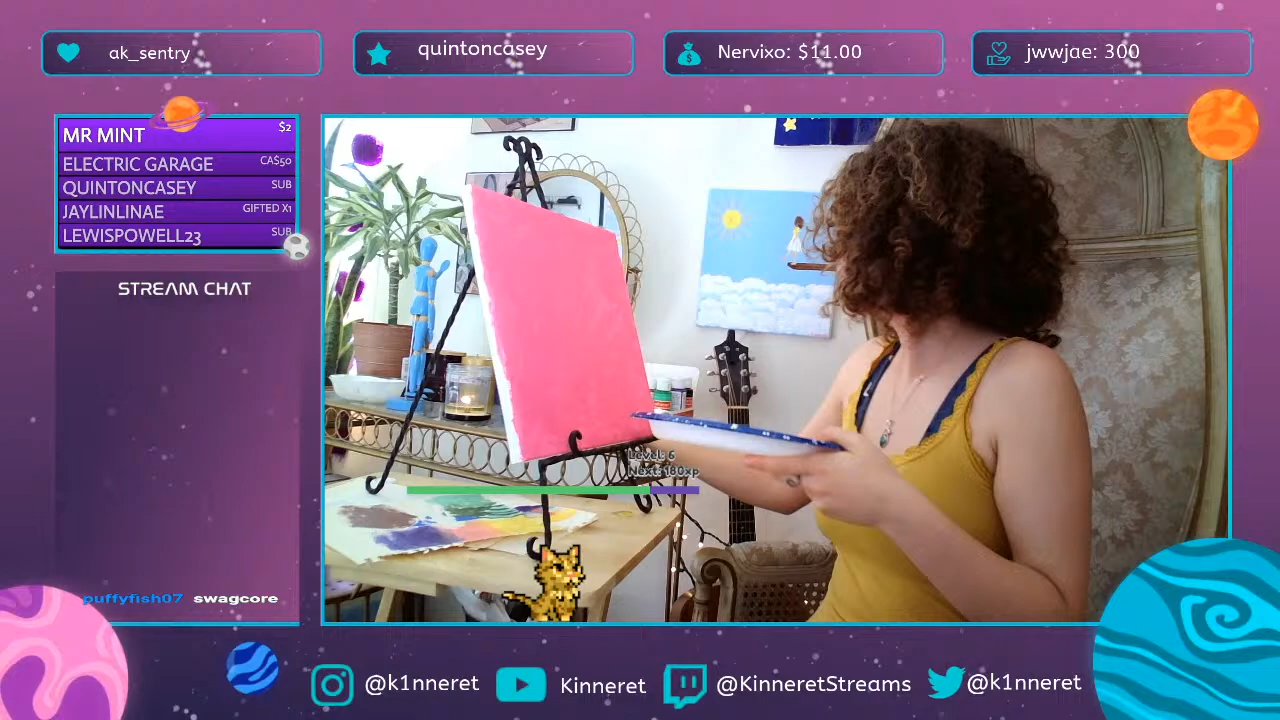 ak_sentry
quintoncasey
Nervixo: $11.00
jwwjae: 300
MR MINT $2
ELECTRIC GARAGE CA$50
QUINTONCASEY SUB
JAYLINLINAE GIFTED X1
LEWISPOWELL23 SUB
STREAM CHAT
Level: 6
Next: 180xp
puffyfish07 swagcore
@k1nneret
Kinneret
@KinneretStreams
@k1nneret